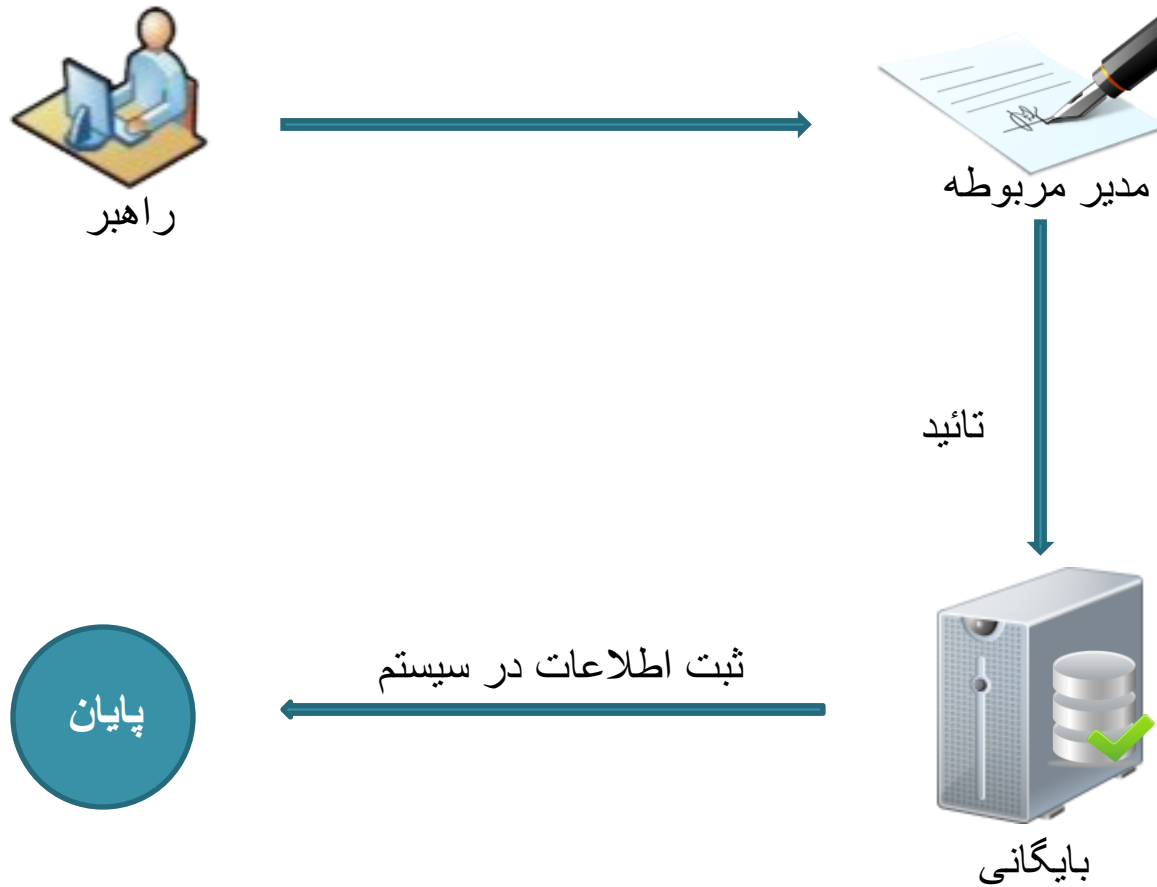 راهبر
مدیر مربوطه
تائید
ثبت اطلاعات در سیستم
پایان
بایگانی